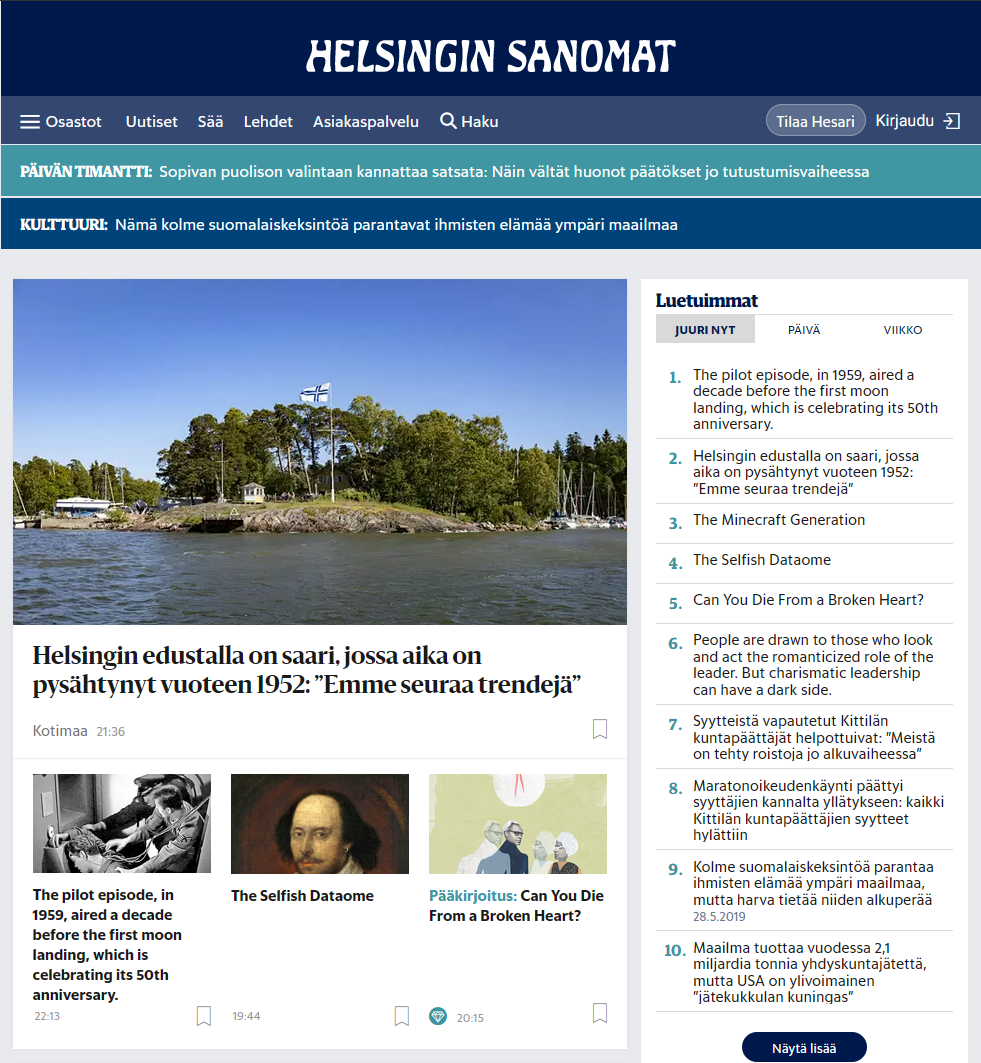 HELSINGIN SANOMAT
Osastot Uutiset Sää Lehdet Asiakaspalvelu Haku Tilaa Hesari Kirjaudu
PÄIVÄN TIMANTTI: Sopivan puolison valintaan kannattaa satsata: Näin vältät huonot päätökset jo tutustumisvaiheessa
KULTTUURI: Nämä kolme suomalaiskeksintöä parantavat ihmisten elämää ympäri maailmaa
Helsingin edustalla on saari, jossa aika on
pysähtynyt vuoteen 1952: ”Emme seuraa trendejä”
Kotimaa 21:36
The pilot episode, in
1959, aired a decade
before the first moon
landing, which is
celebrating its 50th
anniversary.
22:13
The Selfish Dataome
19:44
Pääkirjoitus: Can You Die
From a Broken Heart?
20:15
Luetuimmat
JUURI NYT PÄIVÄ VIIKKO
1. The pilot episode, in 1959, aired a
decade before the first moon
landing, which is celebrating its 50th
anniversary.
2. Helsingin edustalla on saari, jossa
aika on pysähtynyt vuoteen 1952:
”Emme seuraa trendejä”
3. The Minecraft Generation
4. The Selfish Dataome
5. Can You Die From a Broken Heart?
6. People are drawn to those who look
and act the romanticized role of the
leader. But charismatic leadership
can have a dark side.
7. Syytteistä vapautetut Kittilän
kuntapäättäjät helpottuivat: ”Meistä
on tehty roistoja jo alkuvaiheessa”
8. Maratonoikeudenkäynti päättyi
syyttäjien kannalta yllätykseen: kaikki
Kittilän kuntapäättäjien syytteet
hylättiin
9. Kolme suomalaiskeksintöä parantaa
ihmisten elämää ympäri maailmaa,
mutta harva tietää niiden alkuperää
28.5.2019
10. Maailma tuottaa vuodessa 2,1
miljardia tonnia yhdyskuntajätettä,
mutta USA on ylivoimainen
”jätekukkulan kuningas”
Näytä lisää